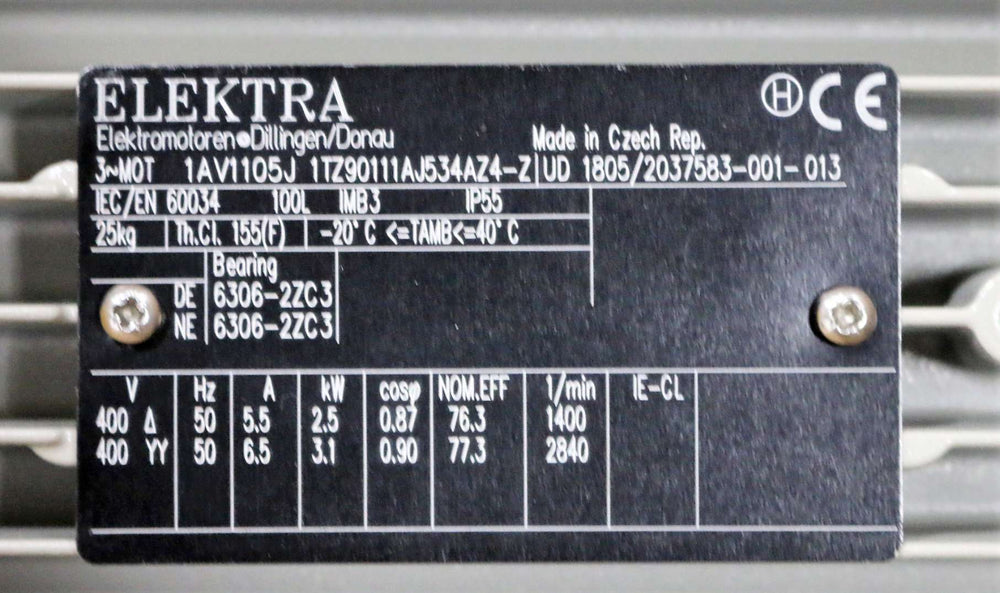 ELEKTRA
H CE
Elektromotoren•Dillingen/Donau Made in Czech Rep.
3~MOT 1AV1105J 1TZ90111AJ534AZ4-Z UD 1805/2037583-001-013
IEC/EN 60034 100L IMB3 IP55
25kg Th.Cl. 155(F) -20°C <=TAMB<=40°C
Bearing
DE 6306-2ZC3
NE 6306-2ZC3
V Hz A kW cosφ NOM.EFF 1/min IE-CL
400 Δ 50 5.5 2.5 0.87 76.3 1400
400 YY 50 6.5 3.1 0.90 77.3 2840